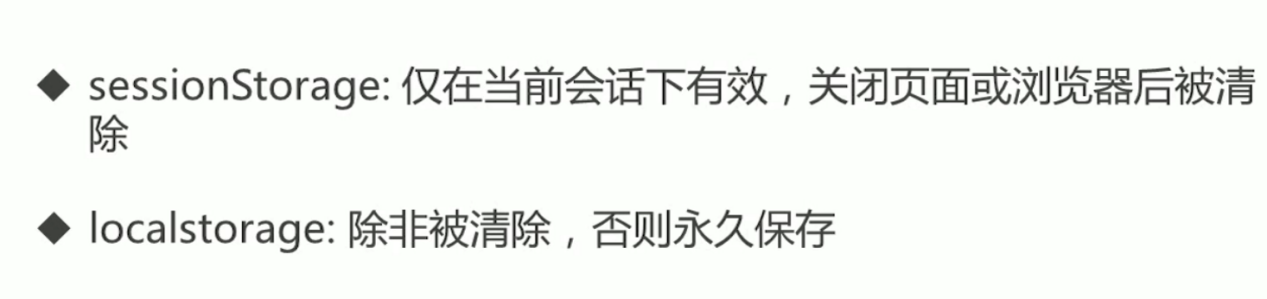 ◆ sessionStorage: 仅在当前会话下有效，关闭页面或浏览器后被清
除
◆ localstorage: 除非被清除，否则永久保存